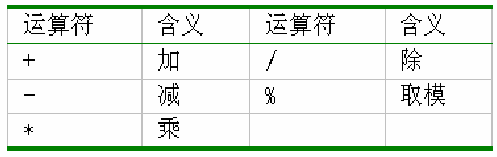 运算符 含义 运算符 含义
+ 加 / 除
- 减 % 取模
* 乘